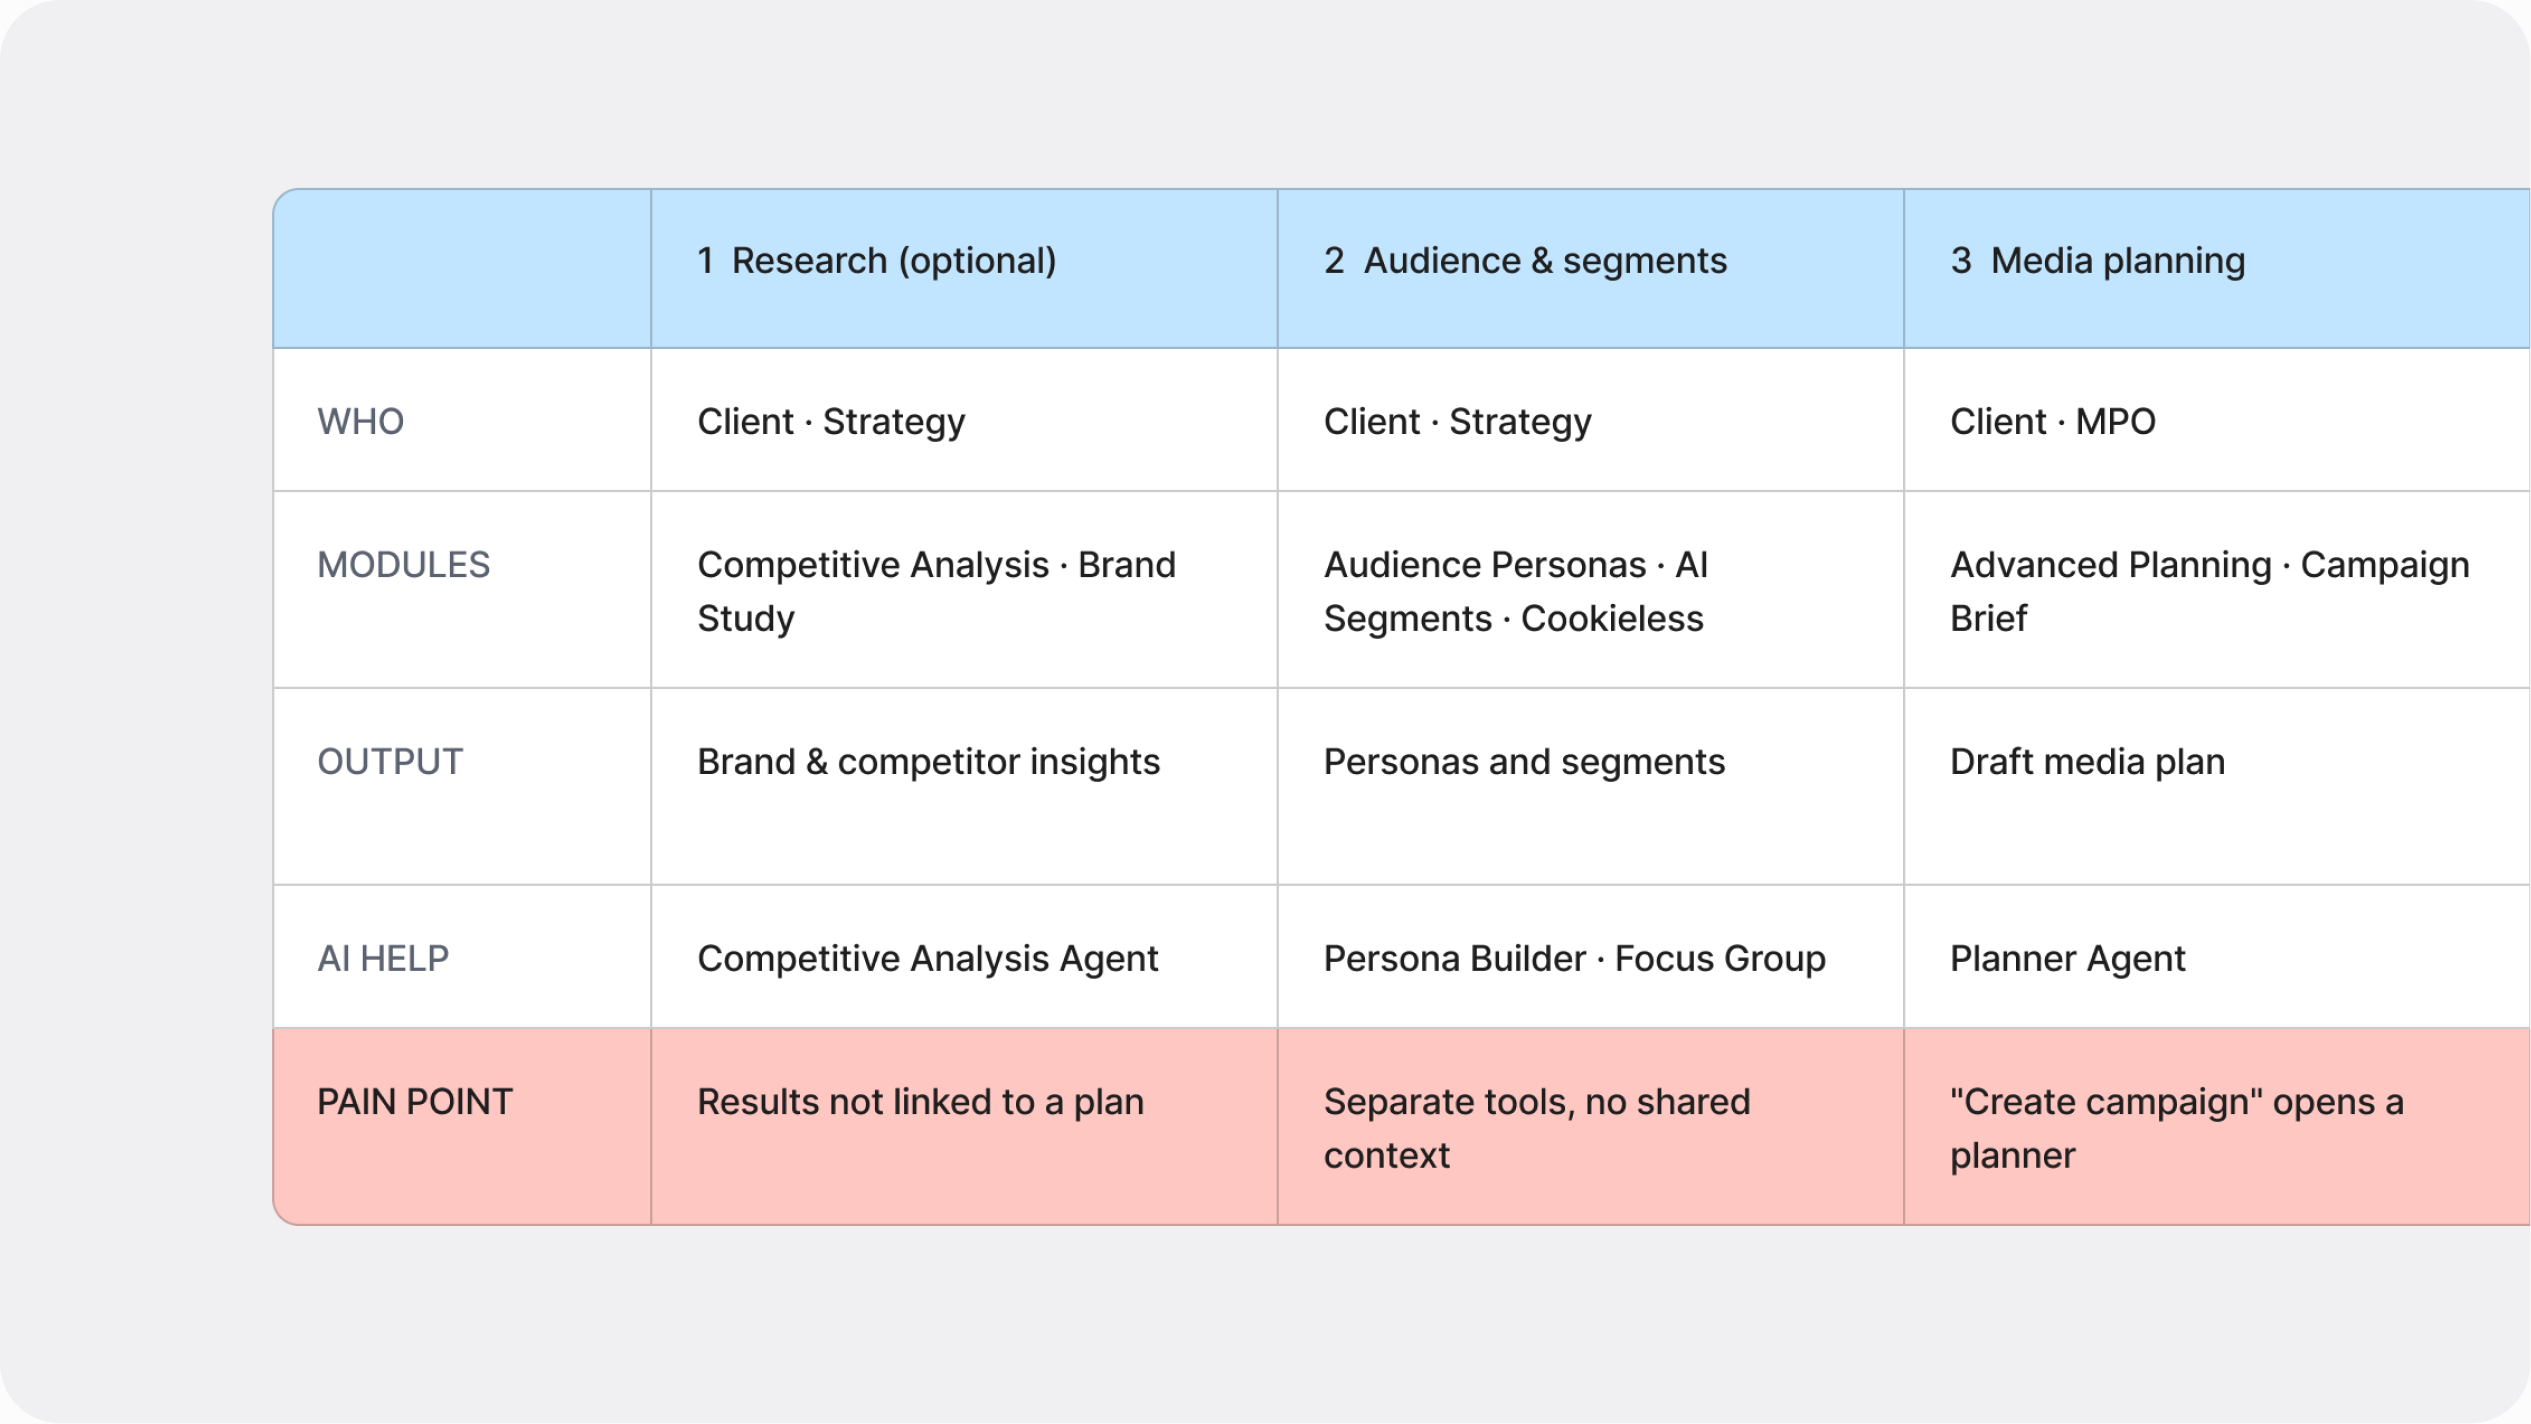 1 Research (optional)
2 Audience & segments
3 Media planning
WHO
Client · Strategy
Client · Strategy
Client · MPO
MODULES
Competitive Analysis · Brand
Study
Audience Personas · AI
Segments · Cookieless
Advanced Planning · Campaign
Brief
OUTPUT
Brand & competitor insights
Personas and segments
Draft media plan
AI HELP
Competitive Analysis Agent
Persona Builder · Focus Group
Planner Agent
PAIN POINT
Results not linked to a plan
Separate tools, no shared
context
"Create campaign" opens a
planner